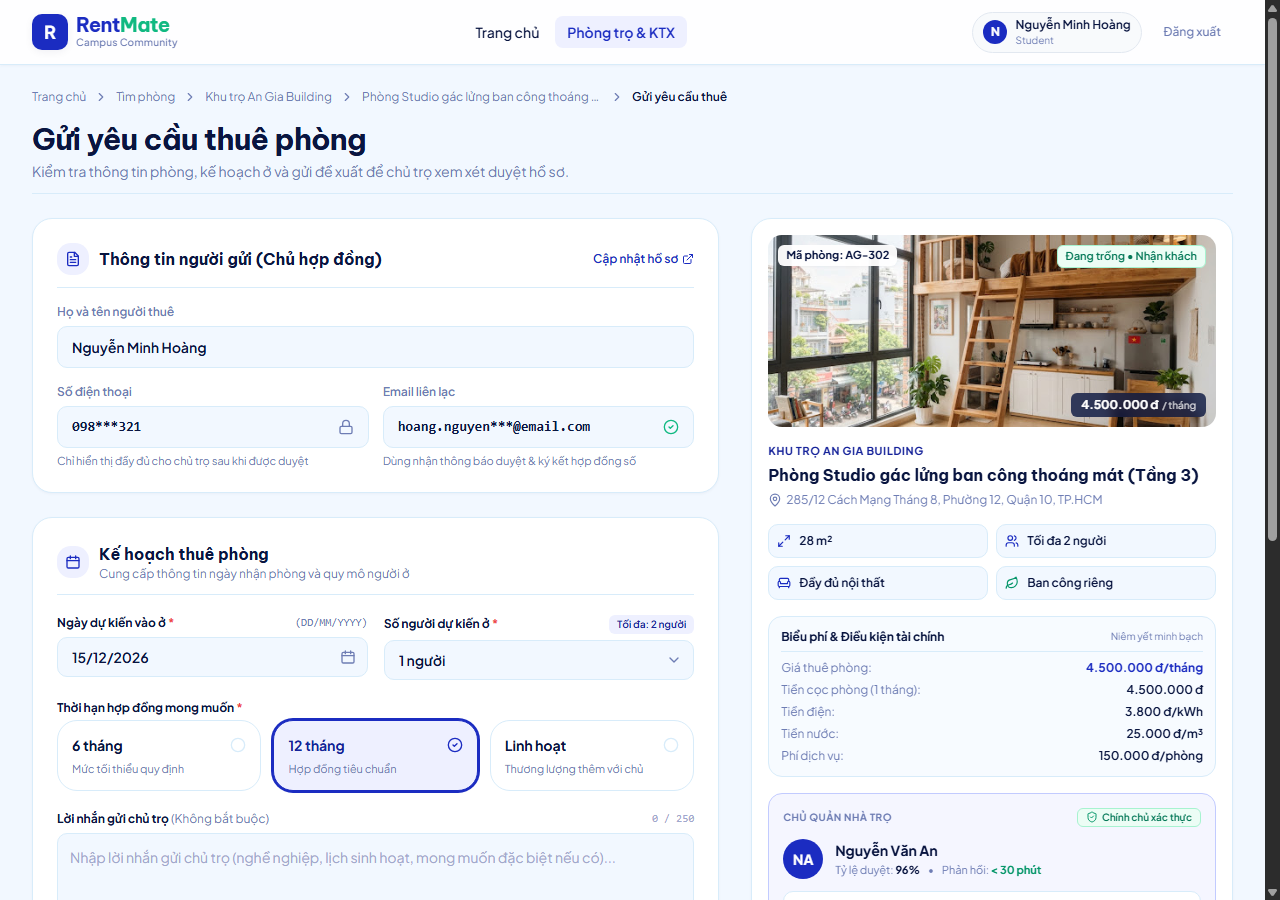 R
RentMate
Campus Community
Trang chủ
Phòng trọ & KTX
N
Nguyễn Minh Hoàng
Student
Đăng xuất
Trang chủ > Tìm phòng > Khu trọ An Gia Building > Phòng Studio gác lửng ban công thoáng ... > Gửi yêu cầu thuê
Gửi yêu cầu thuê phòng
Kiểm tra thông tin phòng, kế hoạch ở và gửi đề xuất để chủ trọ xem xét duyệt hồ sơ.
Thông tin người gửi (Chủ hợp đồng)
Cập nhật hồ sơ
Họ và tên người thuê
Nguyễn Minh Hoàng
Số điện thoại
098***321
Chỉ hiển thị đầy đủ cho chủ trọ sau khi được duyệt
Email liên lạc
hoang.nguyen***@email.com
Dùng nhận thông báo duyệt & ký kết hợp đồng số
Kế hoạch thuê phòng
Cung cấp thông tin ngày nhận phòng và quy mô người ở
Ngày dự kiến vào ở *
(DD/MM/YYYY)
15/12/2026
Số người dự kiến ở *
Tối đa: 2 người
1 người
Thời hạn hợp đồng mong muốn *
6 tháng
Mức tối thiểu quy định
12 tháng
Hợp đồng tiêu chuẩn
Linh hoạt
Thương lượng thêm với chủ
Lời nhắn gửi chủ trọ (Không bắt buộc)
0 / 250
Nhập lời nhắn gửi chủ trọ (nghề nghiệp, lịch sinh hoạt, mong muốn đặc biệt nếu có)...
Mã phòng: AG-302
Đang trống • Nhận khách
4.500.000 đ / tháng
KHU TRỌ AN GIA BUILDING
Phòng Studio gác lửng ban công thoáng mát (Tầng 3)
285/12 Cách Mạng Tháng 8, Phường 12, Quận 10, TP.HCM
28 m²
Tối đa 2 người
Đầy đủ nội thất
Ban công riêng
Biểu phí & Điều kiện tài chính
Niêm yết minh bạch
Giá thuê phòng:
4.500.000 đ/tháng
Tiền cọc phòng (1 tháng):
4.500.000 đ
Tiền điện:
3.800 đ/kWh
Tiền nước:
25.000 đ/m³
Phí dịch vụ:
150.000 đ/phòng
CHỦ QUẢN NHÀ TRỌ
Chính chủ xác thực
NA
Nguyễn Văn An
Tỷ lệ duyệt: 96% • Phản hồi: < 30 phút